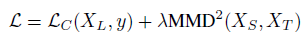 ℒ = ℒ_C(X_L, y) + λMMD²(X_S, X_T)